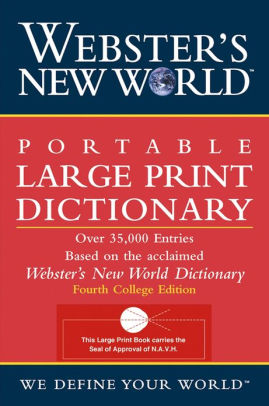 WEBSTER'S
NEW WORLD™
PORTABLE
LARGE PRINT
DICTIONARY
Over 35,000 Entries
Based on the acclaimed
Webster's New World Dictionary
Fourth College Edition
This Large Print Book carries the
Seal of Approval of N.A.V.H.
WE DEFINE YOUR WORLD™